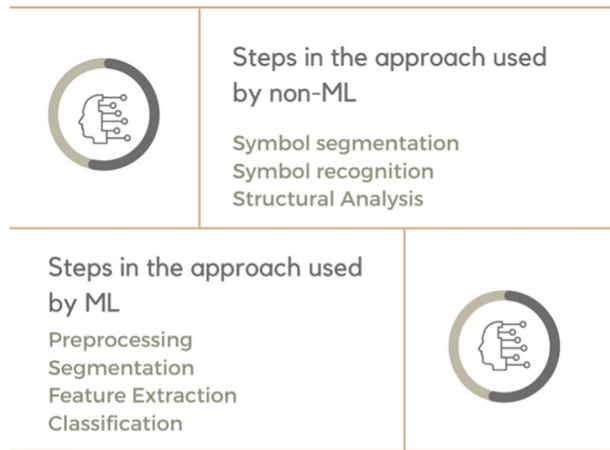 Steps in the approach used
by non-ML
Symbol segmentation
Symbol recognition
Structural Analysis
Steps in the approach used
by ML
Preprocessing
Segmentation
Feature Extraction
Classification